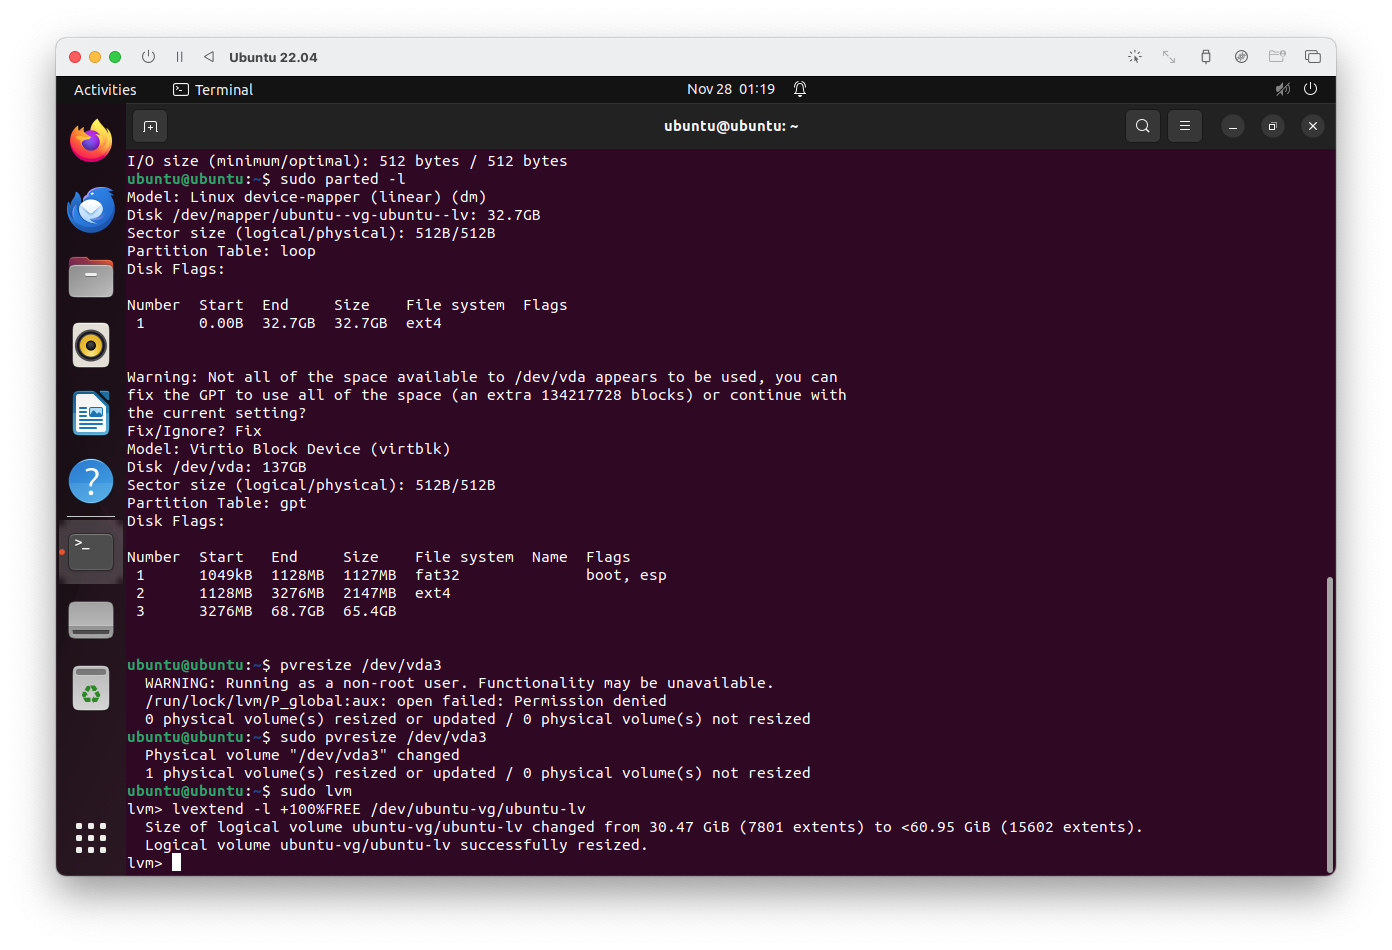 Ubuntu 22.04
Activities
Terminal
Nov 28 01:19
ubuntu@ubuntu: ~
I/O size (minimum/optimal): 512 bytes / 512 bytes
ubuntu@ubuntu:~$ sudo parted -l
Model: Linux device-mapper (linear) (dm)
Disk /dev/mapper/ubuntu--vg-ubuntu--lv: 32.7GB
Sector size (logical/physical): 512B/512B
Partition Table: loop
Disk Flags:
Number  Start  End     Size    File system  Flags
 1      0.00B  32.7GB  32.7GB  ext4
Warning: Not all of the space available to /dev/vda appears to be used, you can
fix the GPT to use all of the space (an extra 134217728 blocks) or continue with
the current setting?
Fix/Ignore? Fix
Model: Virtio Block Device (virtblk)
Disk /dev/vda: 137GB
Sector size (logical/physical): 512B/512B
Partition Table: gpt
Disk Flags:
Number  Start   End     Size    File system  Name  Flags
 1      1049kB  1128MB  1127MB  fat32              boot, esp
 2      1128MB  3276MB  2147MB  ext4
 3      3276MB  68.7GB  65.4GB
ubuntu@ubuntu:~$ pvresize /dev/vda3
  WARNING: Running as a non-root user. Functionality may be unavailable.
  /run/lock/lvm/P_global:aux: open failed: Permission denied
  0 physical volume(s) resized or updated / 0 physical volume(s) not resized
ubuntu@ubuntu:~$ sudo pvresize /dev/vda3
  Physical volume "/dev/vda3" changed
  1 physical volume(s) resized or updated / 0 physical volume(s) not resized
ubuntu@ubuntu:~$ sudo lvm
lvm> lvextend -l +100%FREE /dev/ubuntu-vg/ubuntu-lv
  Size of logical volume ubuntu-vg/ubuntu-lv changed from 30.47 GiB (7801 extents) to <60.95 GiB (15602 extents).
  Logical volume ubuntu-vg/ubuntu-lv successfully resized.
lvm>